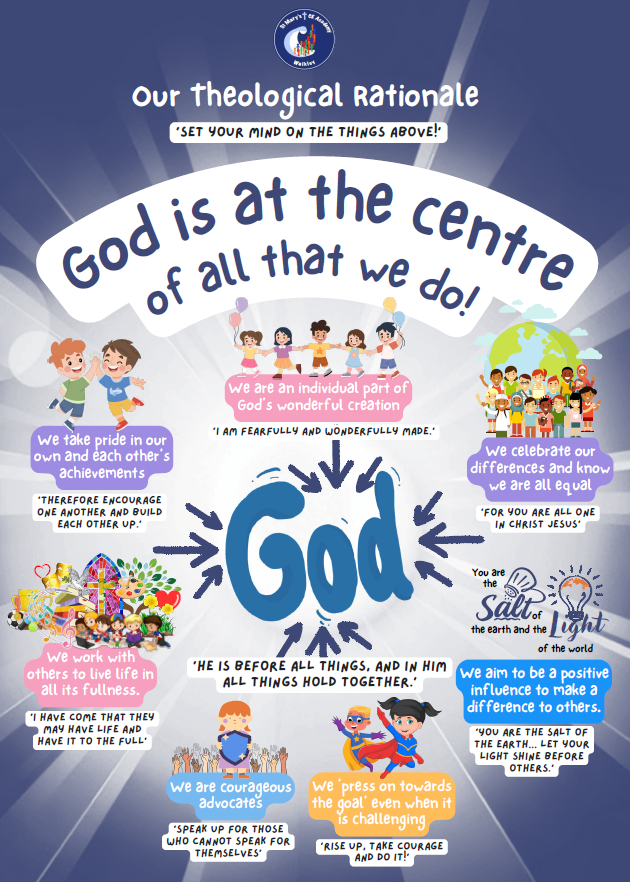 St Mary's CE Academy
Walkley
Our Theological Rationale
'SET YOUR MIND ON THE THINGS ABOVE!'
God is at the centre
of all that we do!
We are an individual part of
God's wonderful creation
'I AM FEARFULLY AND WONDERFULLY MADE.'
We take pride in our
own and each other's
achievements
'THEREFORE ENCOURAGE
ONE ANOTHER AND BUILD
EACH OTHER UP.'
We celebrate our
differences and know
we are all equal
'FOR YOU ARE ALL ONE
IN CHRIST JESUS'
God
You are
the
Salt of
the earth and the Light
of the world
We work with
others to live life in
all its fullness.
'I HAVE COME THAT THEY
MAY HAVE LIFE AND
HAVE IT TO THE FULL'
'HE IS BEFORE ALL THINGS, AND IN HIM
ALL THINGS HOLD TOGETHER.'
We aim to be a positive
influence to make a
difference to others.
'YOU ARE THE SALT OF
THE EARTH... LET YOUR
LIGHT SHINE BEFORE
OTHERS.'
We are courageous
advocates
'SPEAK UP FOR THOSE
WHO CANNOT SPEAK FOR
THEMSELVES'
We 'press on towards
the goal' even when it
is challenging
'RISE UP, TAKE COURAGE
AND DO IT!'